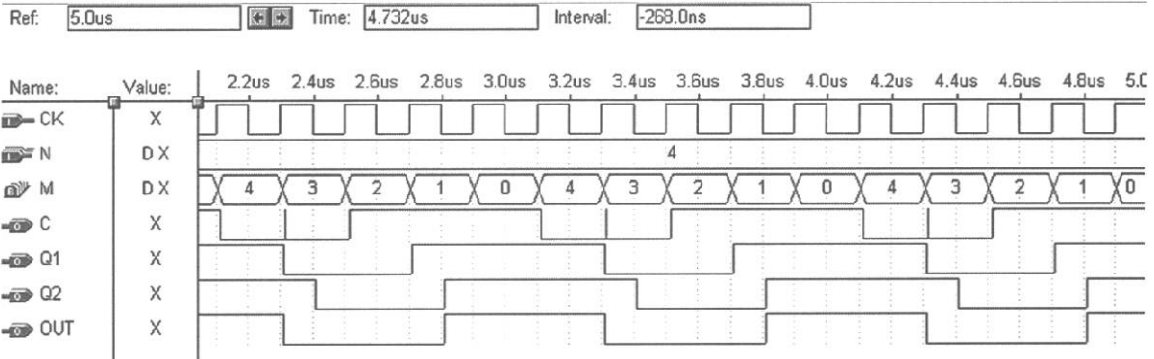 Ref: 5.0us Time: 4.732us Interval: -268.0ns
Name: Value: 2.2us 2.4us 2.6us 2.8us 3.0us 3.2us 3.4us 3.6us 3.8us 4.0us 4.2us 4.4us 4.6us 4.8us 5.0
CK X
N D X 4
M D X 4 3 2 1 0 4 3 2 1 0 4 3 2 1 0
C X
Q1 X
Q2 X
OUT X